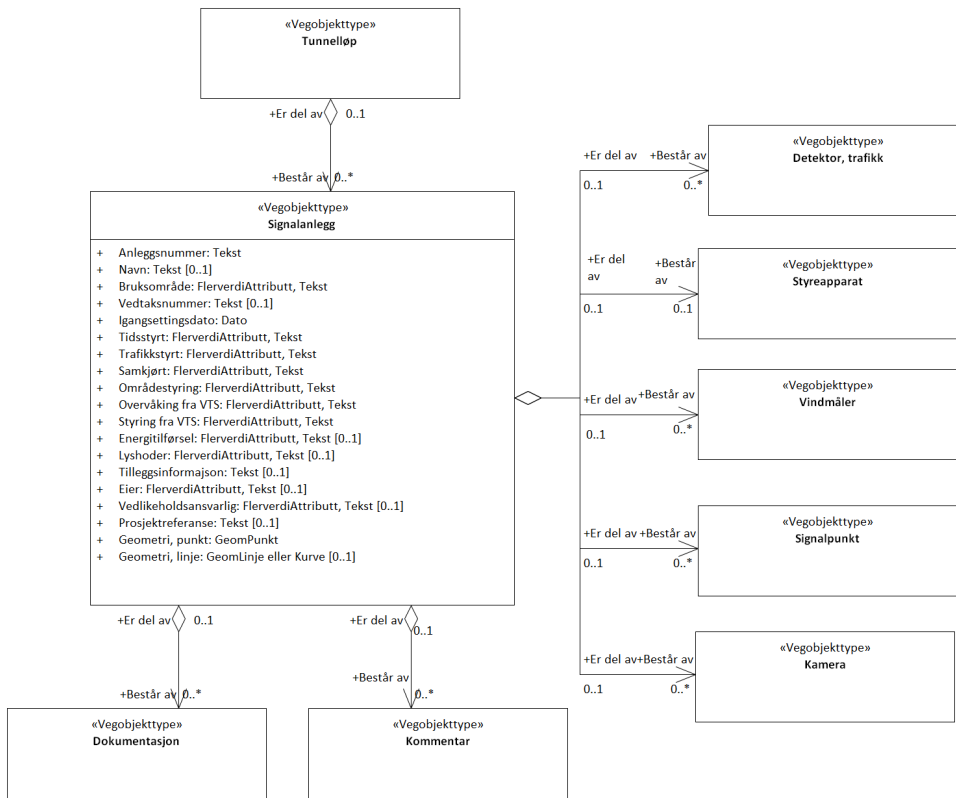 «Vegobjekttype»
Tunnelløp
+Er del av 0..1
+Består av 0..*
«Vegobjekttype»
Signalanlegg
+ Anleggsnummer: Tekst
+ Navn: Tekst [0..1]
+ Bruksområde: FlerverdiAttributt, Tekst
+ Vedtaksnummer: Tekst [0..1]
+ Igangsettingsdato: Dato
+ Tidsstyrt: FlerverdiAttributt, Tekst
+ Trafikkstyrt: FlerverdiAttributt, Tekst
+ Samkjørt: FlerverdiAttributt, Tekst
+ Områdestyring: FlerverdiAttributt, Tekst
+ Overvåking fra VTS: FlerverdiAttributt, Tekst
+ Styring fra VTS: FlerverdiAttributt, Tekst
+ Energitilførsel: FlerverdiAttributt, Tekst [0..1]
+ Lyshoder: FlerverdiAttributt, Tekst [0..1]
+ Tilleggsinformajson: Tekst [0..1]
+ Eier: FlerverdiAttributt, Tekst [0..1]
+ Vedlikeholdsansvarlig: FlerverdiAttributt, Tekst [0..1]
+ Prosjektreferanse: Tekst [0..1]
+ Geometri, punkt: GeomPunkt
+ Geometri, linje: GeomLinje eller Kurve [0..1]
+Er del av +Består av
0..1 0..*
«Vegobjekttype»
Detektor, trafikk
+Er del
av
+Består
av
0..1 0..1
«Vegobjekttype»
Styreapparat
+Er del av +Består av
0..1 0..*
«Vegobjekttype»
Vindmåler
+Er del av +Består av
0..1 0..*
«Vegobjekttype»
Signalpunkt
+Er del av +Består av
0..1 0..*
«Vegobjekttype»
Kamera
+Er del av 0..1
+Består av 0..*
«Vegobjekttype»
Dokumentasjon
+Er del av
0..1
+Består av
0..*
«Vegobjekttype»
Kommentar